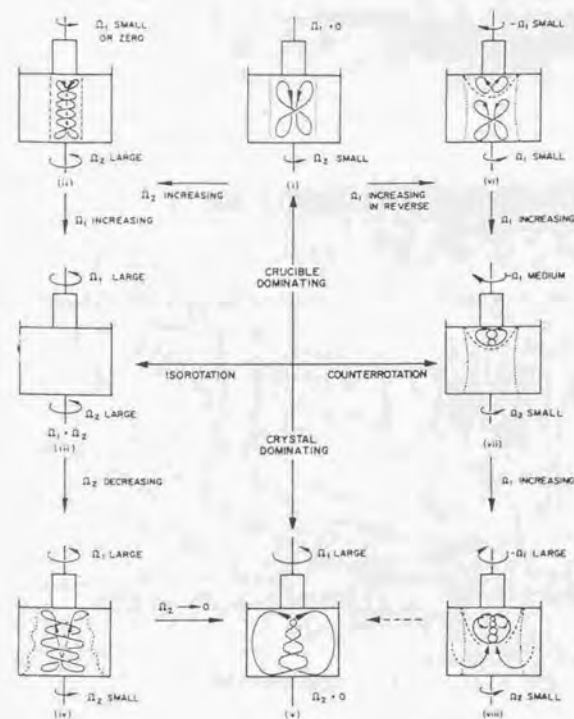 Ω₁ SMALL
OR ZERO
Ω₂ LARGE
(ii)
Ω₁ = 0
Ω₂ SMALL
(i)
-Ω₁ SMALL
Ω₁ SMALL
(vi)
Ω₂ INCREASING
Ω₁ INCREASING
IN REVERSE
Ω₁ INCREASING
Ω₁ INCREASING
CRUCIBLE
DOMINATING
Ω₁ LARGE
-Ω₁ MEDIUM
ISOROTATION
COUNTERROTATION
Ω₂ LARGE
Ω₁ = Ω₂
(iii)
Ω₂ SMALL
(vii)
CRYSTAL
DOMINATING
Ω₂ DECREASING
Ω₁ INCREASING
Ω₁ LARGE
Ω₁ LARGE
-Ω₁ LARGE
Ω₂ → 0
Ω₂ SMALL
(iv)
Ω₂ = 0
(v)
Ω₂ SMALL
(viii)